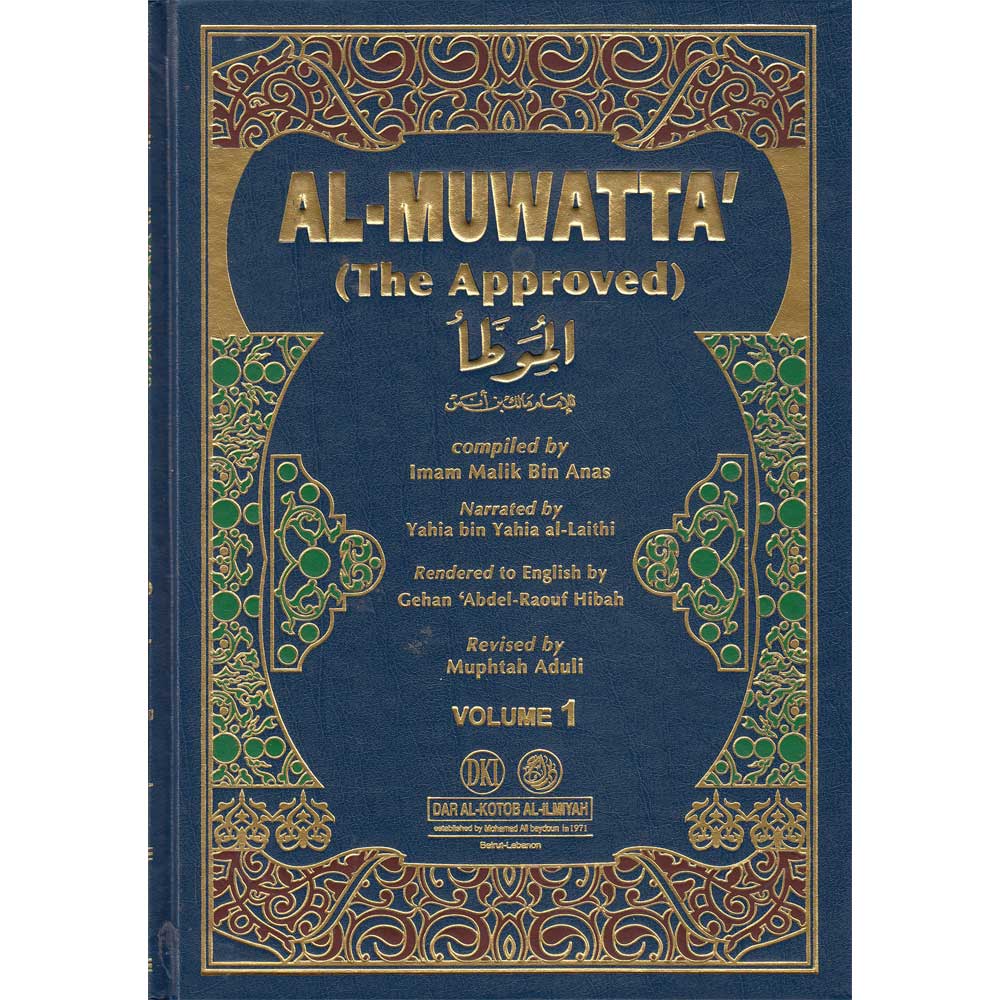 AL-MUWATTA'
(The Approved)
المُوَطَّأُ
للإمام مالك بن أنس
compiled by
Imam Malik Bin Anas
Narrated by
Yahia bin Yahia al-Laithi
Rendered to English by
Gehan ‘Abdel-Raouf Hibah
Revised by
Muphtah Aduli
VOLUME 1
DKI
DAR AL-KOTOB AL-ILMIYAH
established by Mohamad Ali baydoun in 1971
Beirut-Lebanon